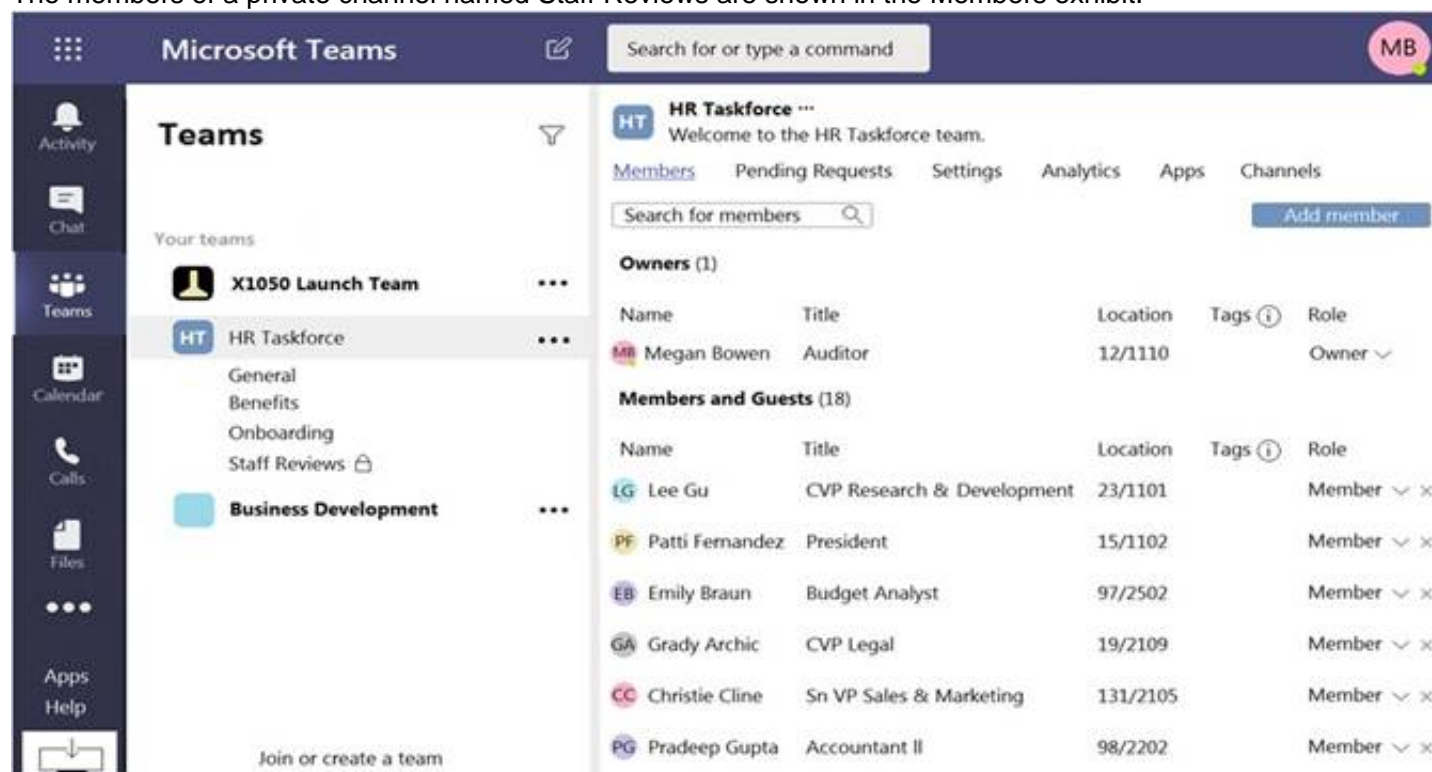 The members of a private channel named Staff Reviews are shown in the Members exhibit.
Microsoft Teams
Search for or type a command
MB
Activity
Chat
Teams
Calendar
Calls
Files
•••
Apps
Help
Teams
Your teams
X1050 Launch Team •••
HT HR Taskforce •••
General
Benefits
Onboarding
Staff Reviews
Business Development •••
Join or create a team
HT HR Taskforce ···
Welcome to the HR Taskforce team.
Members Pending Requests Settings Analytics Apps Channels
Search for members
Add member
Owners (1)
Name Title Location Tags Role
MB Megan Bowen Auditor 12/1110 Owner
Members and Guests (18)
Name Title Location Tags Role
LG Lee Gu CVP Research & Development 23/1101 Member
PF Patti Fernandez President 15/1102 Member
EB Emily Braun Budget Analyst 97/2502 Member
GA Grady Archic CVP Legal 19/2109 Member
CC Christie Cline Sn VP Sales & Marketing 131/2105 Member
PG Pradeep Gupta Accountant II 98/2202 Member